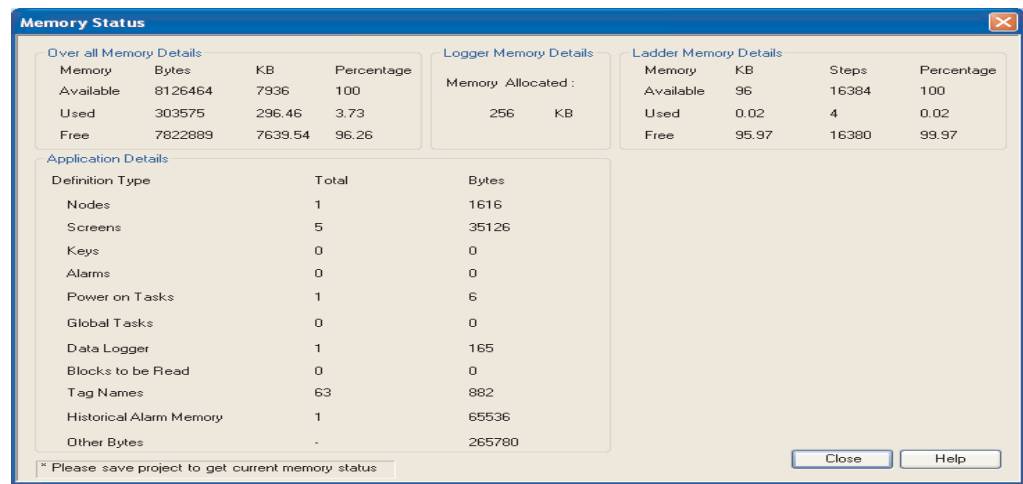 Memory Status
Over all Memory Details
Memory Bytes KB Percentage
Available 8126464 7936 100
Used 303575 296.46 3.73
Free 7822889 7639.54 96.26
Logger Memory Details
Memory Allocated :
256 KB
Ladder Memory Details
Memory KB Steps Percentage
Available 96 16384 100
Used 0.02 4 0.02
Free 95.97 16380 99.97
Application Details
Definition Type Total Bytes
Nodes 1 1616
Screens 5 35126
Keys 0 0
Alarms 0 0
Power on Tasks 1 6
Global Tasks 0 0
Data Logger 1 165
Blocks to be Read 0 0
Tag Names 63 882
Historical Alarm Memory 1 65536
Other Bytes - 265780
* Please save project to get current memory status
Close Help